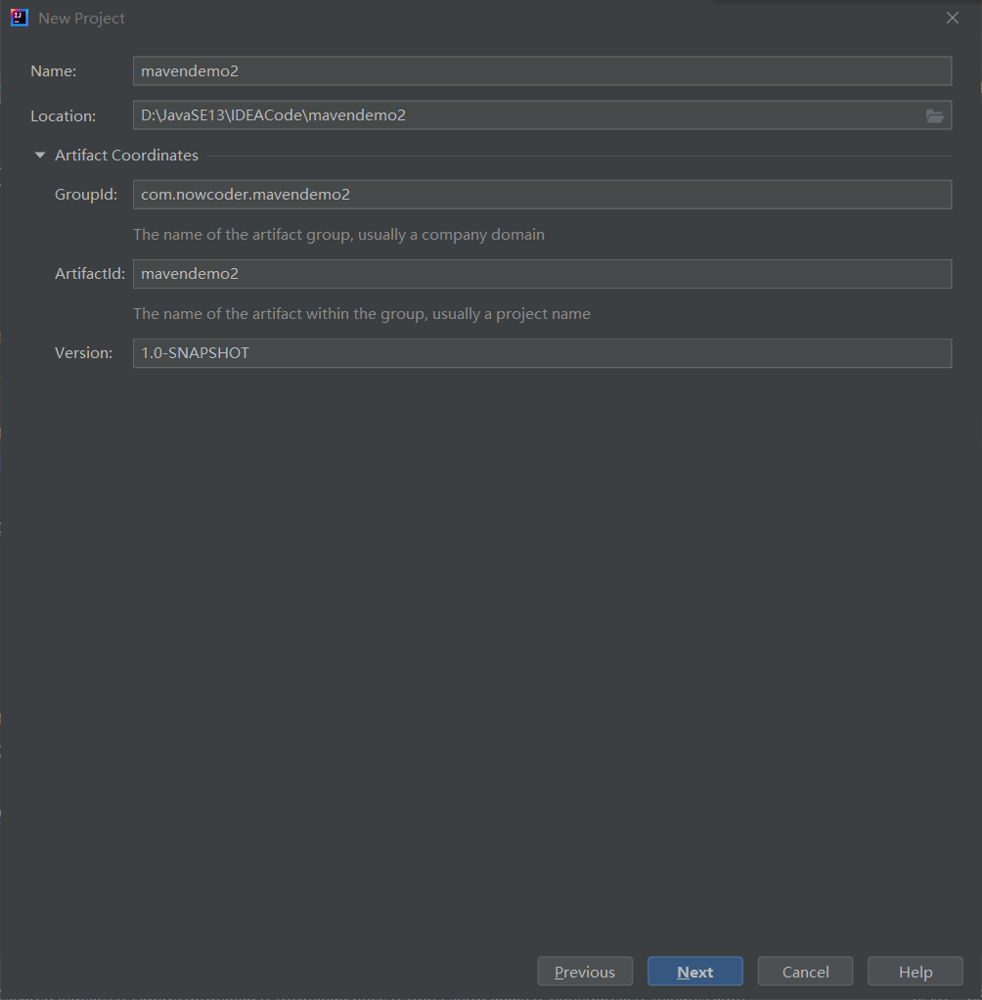 New Project
Name: mavendemo2
Location: D:\JavaSE13\IDEACode\mavendemo2
Artifact Coordinates
GroupId: com.nowcoder.mavendemo2
The name of the artifact group, usually a company domain
ArtifactId: mavendemo2
The name of the artifact within the group, usually a project name
Version: 1.0-SNAPSHOT
Previous Next Cancel Help